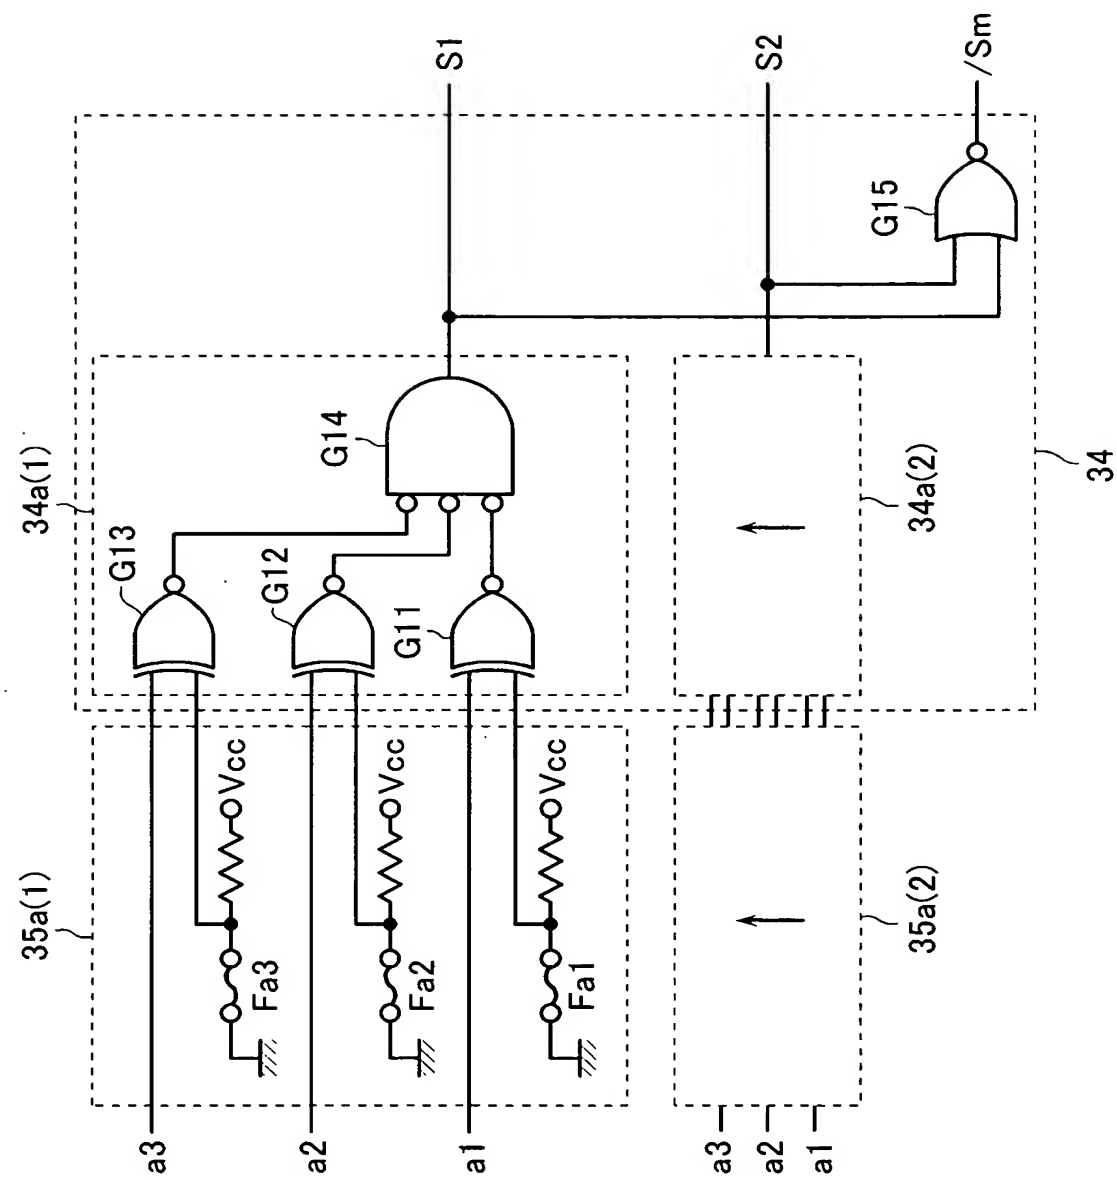 35a(1)
34a(1)
a3
Fa3
Vcc
G13
a2
Fa2
Vcc
G12
G14
S1
a1
Fa1
Vcc
G11
a3
a2
a1
35a(2)
34a(2)
S2
G15
/Sm
34